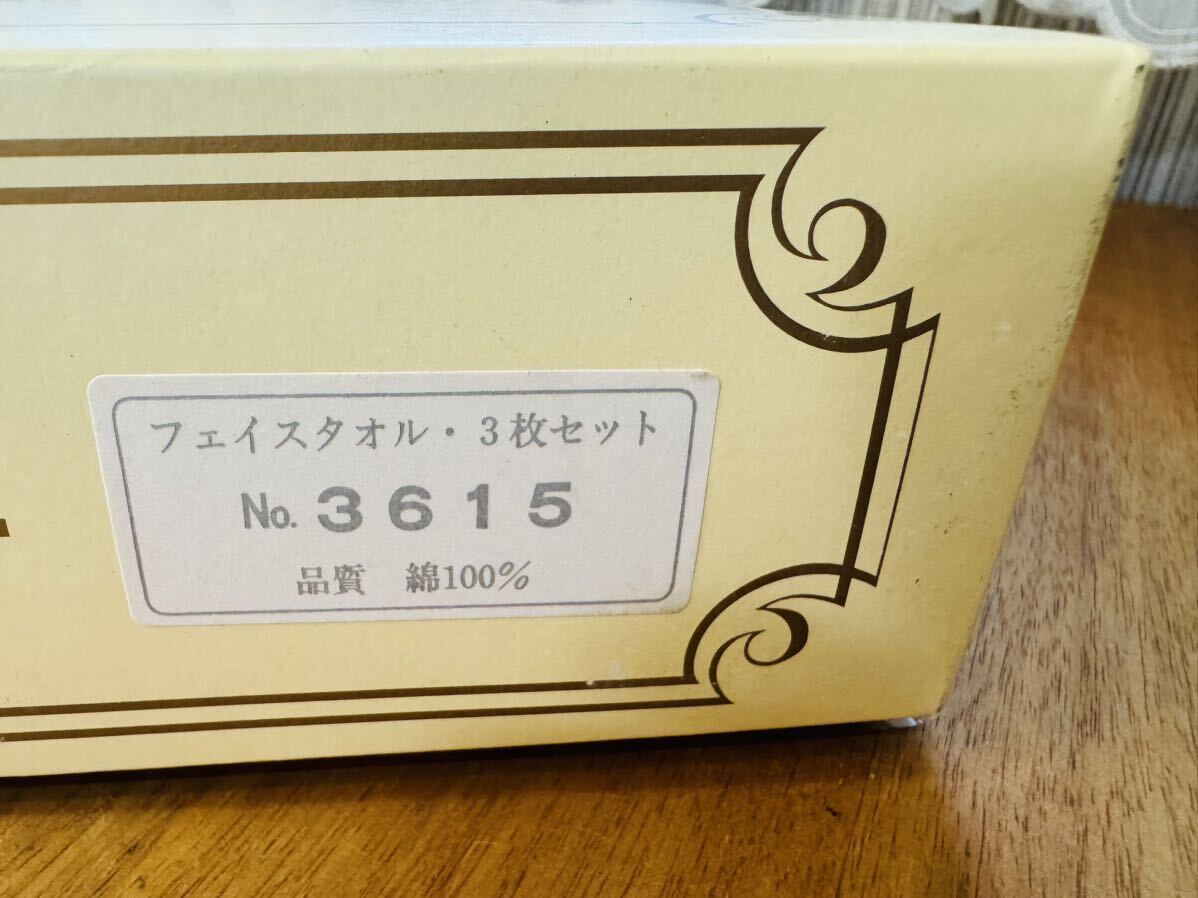 フェイスタオル・3枚セット
No. 3615
品質 綿100%